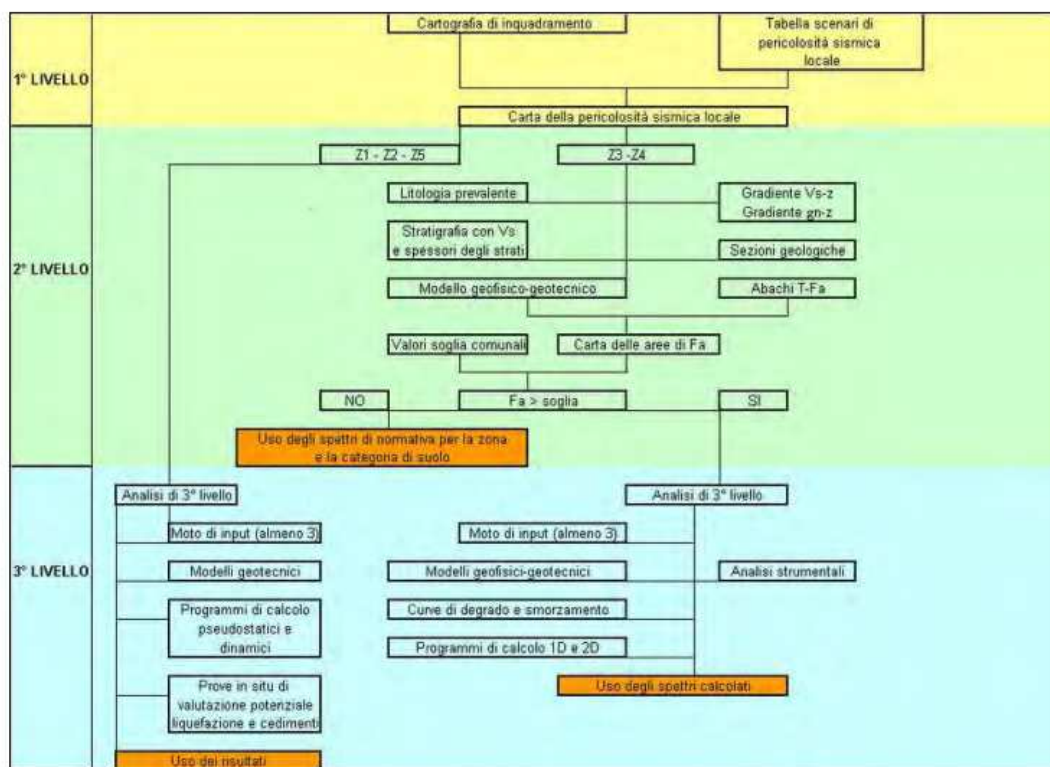 Cartografia di inquadramento
Tabella scenari di
pericolosità sismica
locale
1° LIVELLO
Carta della pericolosità sismica locale
Z1 - Z2 - Z5
Z3 -Z4
Litologia prevalente
Gradiente Vs-z
Gradiente gn-z
Stratigrafia con Vs
e spessori degli strati
Sezioni geologiche
2° LIVELLO
Modello geofisico-geotecnico
Abachi T-Fa
Valori soglia comunali
Carta delle aree di Fa
NO
Fa > soglia
SI
Uso degli spettri di normativa per la zona
e la categoria di suolo
Analisi di 3° livello
Analisi di 3° livello
Moto di input (almeno 3)
Moto di input (almeno 3)
3° LIVELLO
Modelli geotecnici
Modelli geofisici-geotecnici
Analisi strumentali
Programmi di calcolo
pseudostatici e
dinamici
Curve di degrado e smorzamento
Programmi di calcolo 1D e 2D
Uso degli spettri calcolati
Prove in situ di
valutazione potenziale
liquefazione e cedimenti
Uso dei risultati